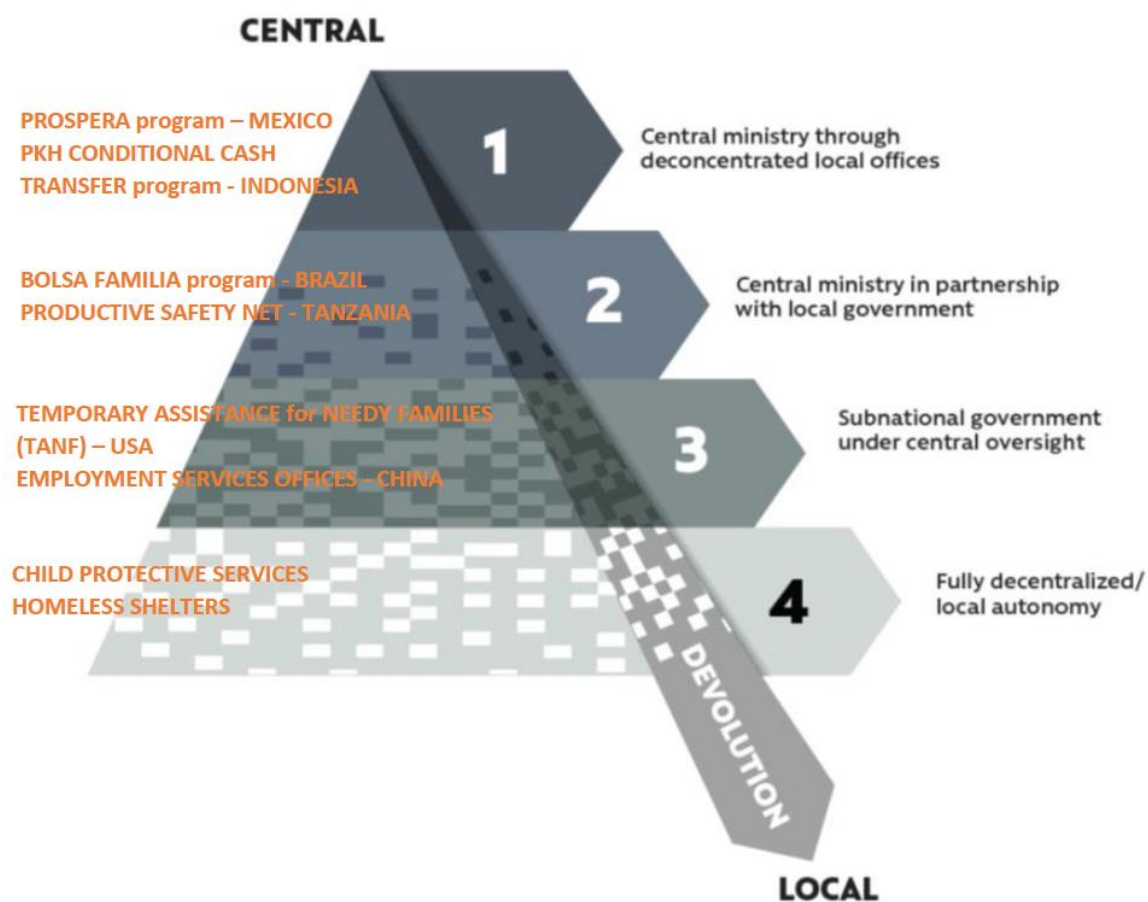 CENTRAL
PROSPERA program – MEXICO
PKH CONDITIONAL CASH
TRANSFER program - INDONESIA
1
Central ministry through
deconcentrated local offices
BOLSA FAMILIA program - BRAZIL
PRODUCTIVE SAFETY NET - TANZANIA
2
Central ministry in partnership
with local government
TEMPORARY ASSISTANCE for NEEDY FAMILIES
(TANF) – USA
EMPLOYMENT SERVICES OFFICES - CHINA
3
Subnational government
under central oversight
CHILD PROTECTIVE SERVICES
HOMELESS SHELTERS
4
Fully decentralized/
local autonomy
DEVOLUTION
LOCAL